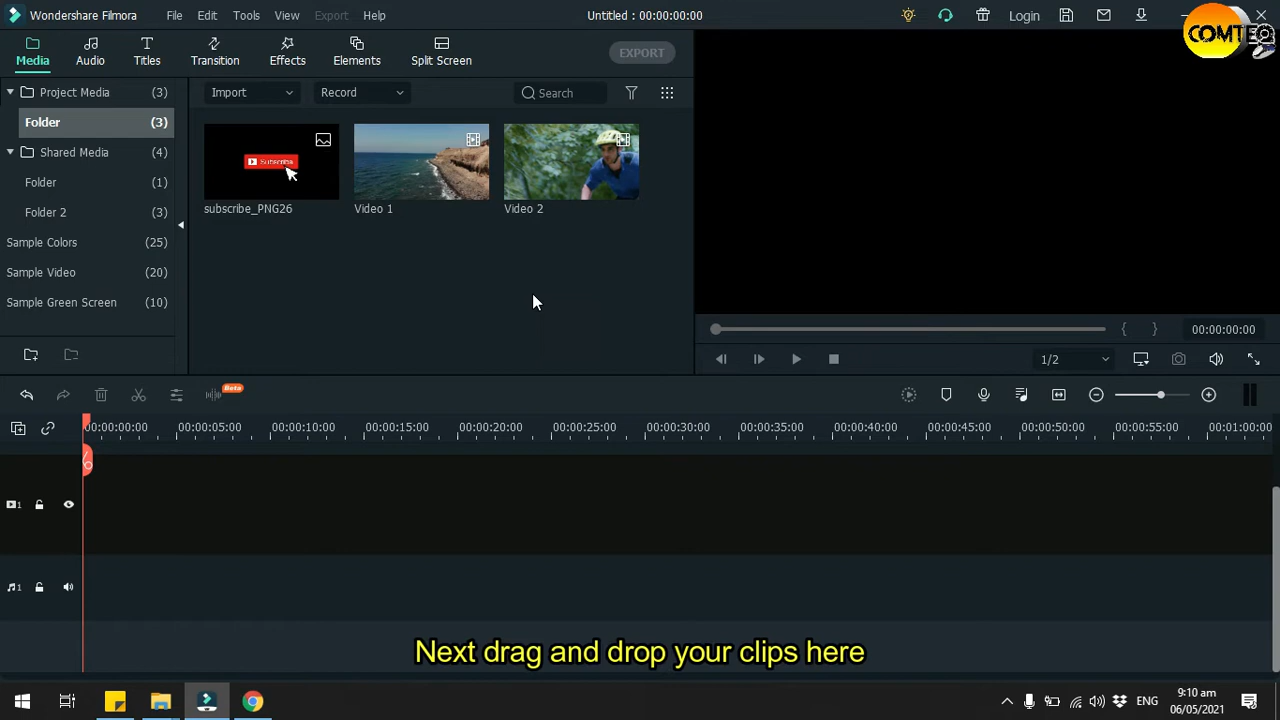 Wondershare Filmora File Edit Tools View Export Help Untitled : 00:00:00:00 Login
COMTEQ
Media Audio Titles Transition Effects Elements Split Screen EXPORT
Project Media (3)
Folder (3)
Shared Media (4)
Folder (1)
Folder 2 (3)
Sample Colors (25)
Sample Video (20)
Sample Green Screen (10)
Import Record Search
Subscribe
subscribe_PNG26 Video 1 Video 2
00:00:00:00
1/2
Beta
00:00:00:00 00:00:05:00 00:00:10:00 00:00:15:00 00:00:20:00 00:00:25:00 00:00:30:00 00:00:35:00 00:00:40:00 00:00:45:00 00:00:50:00 00:00:55:00 00:01:00:00
1
1
Next drag and drop your clips here
ENG 9:10 am
06/05/2021